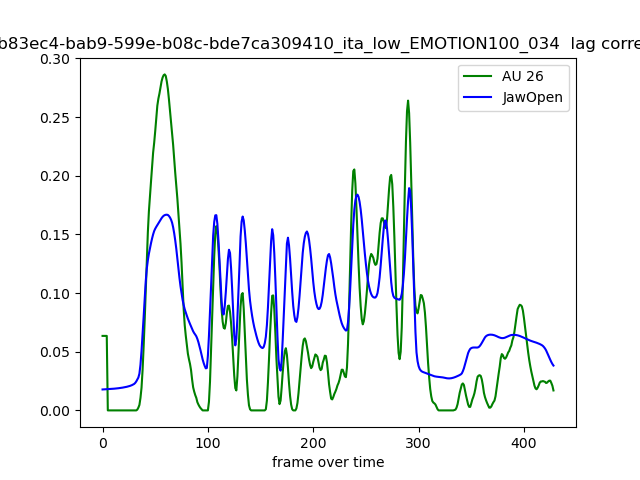 b83ec4-bab9-599e-b08c-bde7ca309410_ita_low_EMOTION100_034 lag corre
AU 26
JawOpen
0.30
0.25
0.20
0.15
0.10
0.05
0.00
0 100 200 300 400
frame over time